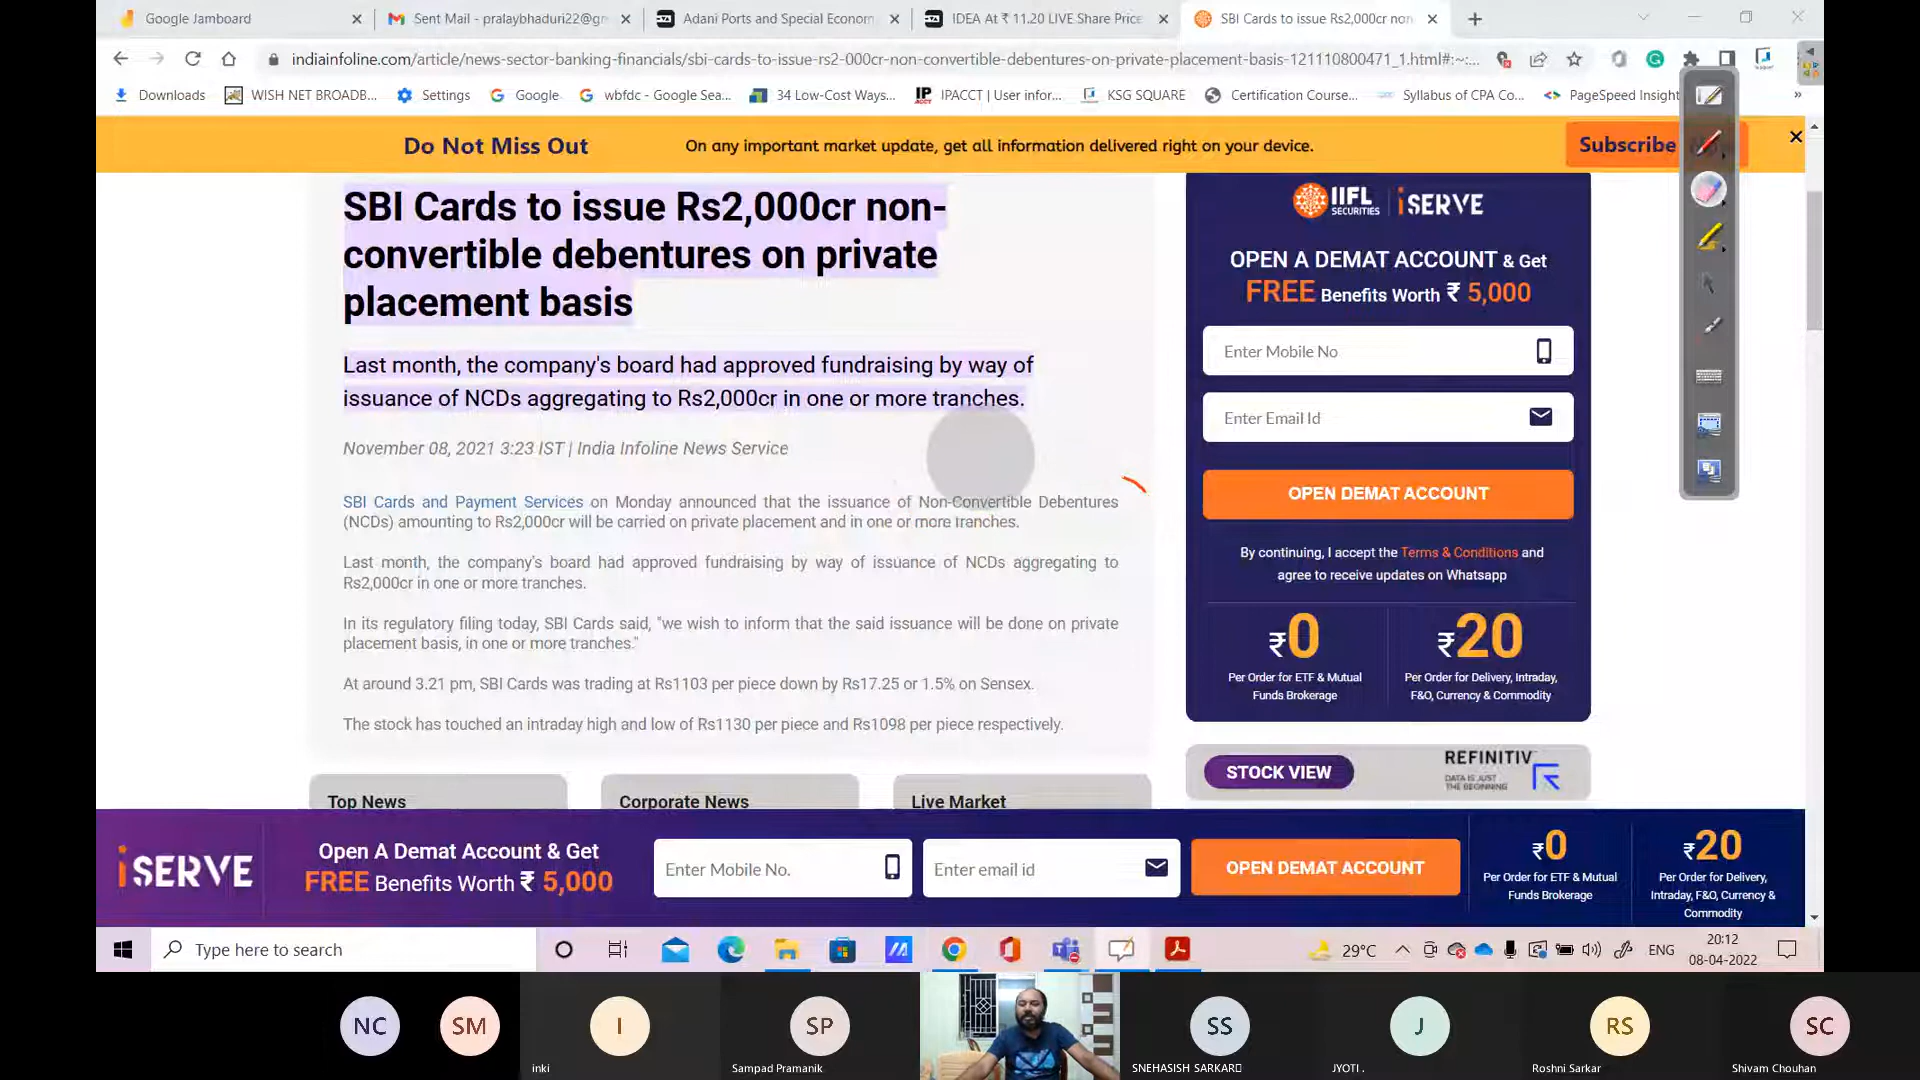 Google Jamboard
Sent Mail - pralaybhaduri22@gm
Adani Ports and Special Econom
IDEA At ₹ 11.20 LIVE Share Price
SBI Cards to issue Rs2,000cr non
indiainfoline.com/article/news-sector-banking-financials/sbi-cards-to-issue-rs2-000cr-non-convertible-debentures-on-private-placement-basis-121110800471_1.html#:~:...
Downloads
WISH NET BROADB...
Settings
Google
wbfdc - Google Sea...
34 Low-Cost Ways...
IPACCT | User infor...
KSG SQUARE
Certification Course...
Syllabus of CPA Co...
PageSpeed Insight
»
Do Not Miss Out
On any important market update, get all information delivered right on your device.
Subscribe
SBI Cards to issue Rs2,000cr non-
convertible debentures on private
placement basis
Last month, the company's board had approved fundraising by way of
issuance of NCDs aggregating to Rs2,000cr in one or more tranches.
November 08, 2021 3:23 IST | India Infoline News Service
SBI Cards and Payment Services on Monday announced that the issuance of Non-Convertible Debentures
(NCDs) amounting to Rs2,000cr will be carried on private placement and in one or more tranches.
Last month, the company's board had approved fundraising by way of issuance of NCDs aggregating to
Rs2,000cr in one or more tranches.
In its regulatory filing today, SBI Cards said, "we wish to inform that the said issuance will be done on private
placement basis, in one or more tranches."
At around 3.21 pm, SBI Cards was trading at Rs1103 per piece down by Rs17.25 or 1.5% on Sensex.
The stock has touched an intraday high and low of Rs1130 per piece and Rs1098 per piece respectively.
Top News
Corporate News
Live Market
IIFL
SECURITIES
iSERVE
OPEN A DEMAT ACCOUNT & Get
FREE Benefits Worth ₹ 5,000
Enter Mobile No
Enter Email Id
OPEN DEMAT ACCOUNT
By continuing, I accept the Terms & Conditions and
agree to receive updates on Whatsapp
₹0
Per Order for ETF & Mutual
Funds Brokerage
₹20
Per Order for Delivery, Intraday,
F&O, Currency & Commodity
STOCK VIEW
REFINITIV
DATA IS JUST
THE BEGINNING
iSERVE
Open A Demat Account & Get
FREE Benefits Worth ₹ 5,000
Enter Mobile No.
Enter email id
OPEN DEMAT ACCOUNT
₹0
Per Order for ETF & Mutual
Funds Brokerage
₹20
Per Order for Delivery,
Intraday, F&O, Currency &
Commodity
Type here to search
29°C
ENG
20:12
08-04-2022
NC
SM
I
inki
SP
Sampad Pramanik
SS
SNEHASISH SARKAR
J
JYOTI .
RS
Roshni Sarkar
SC
Shivam Chouhan